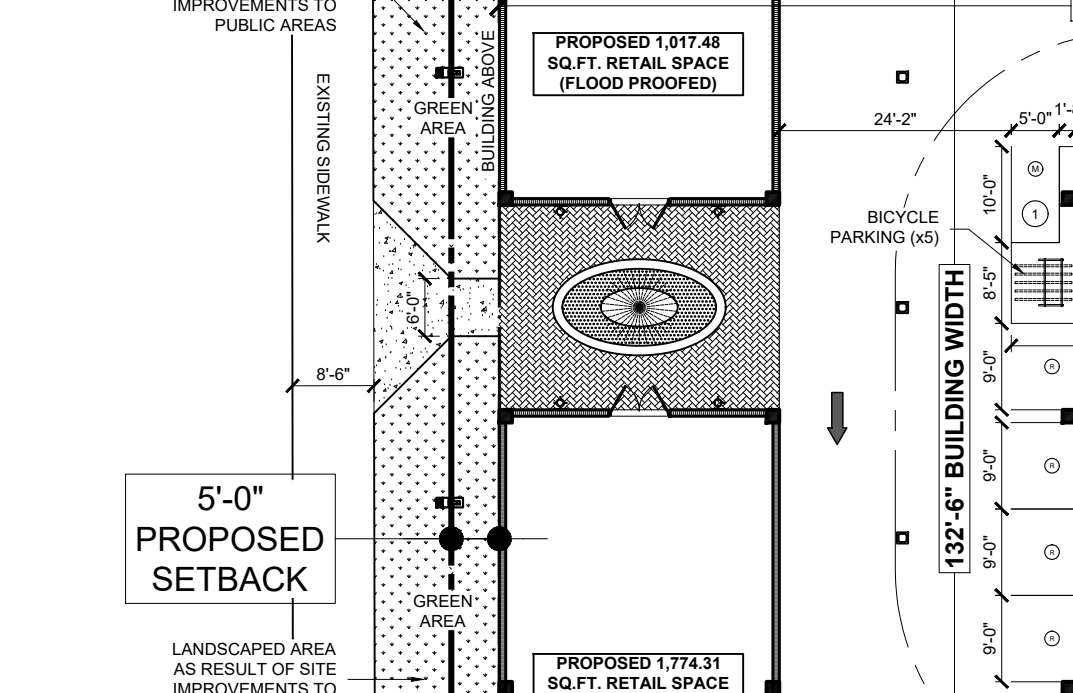 IMPROVEMENTS TO
PUBLIC AREAS
EXISTING SIDEWALK
GREEN
AREA
BUILDING ABOVE
PROPOSED 1,017.48
SQ.FT. RETAIL SPACE
(FLOOD PROOFED)
24'-2"
5'-0"
10'-0"
M
1
BICYCLE
PARKING (x5)
8'-5"
6'-0"
8'-6"
132'-6" BUILDING WIDTH
9'-0"
R
9'-0"
R
9'-0"
R
9'-0"
R
5'-0"
PROPOSED
SETBACK
GREEN
AREA
LANDSCAPED AREA
AS RESULT OF SITE
IMPROVEMENTS TO
PROPOSED 1,774.31
SQ.FT. RETAIL SPACE